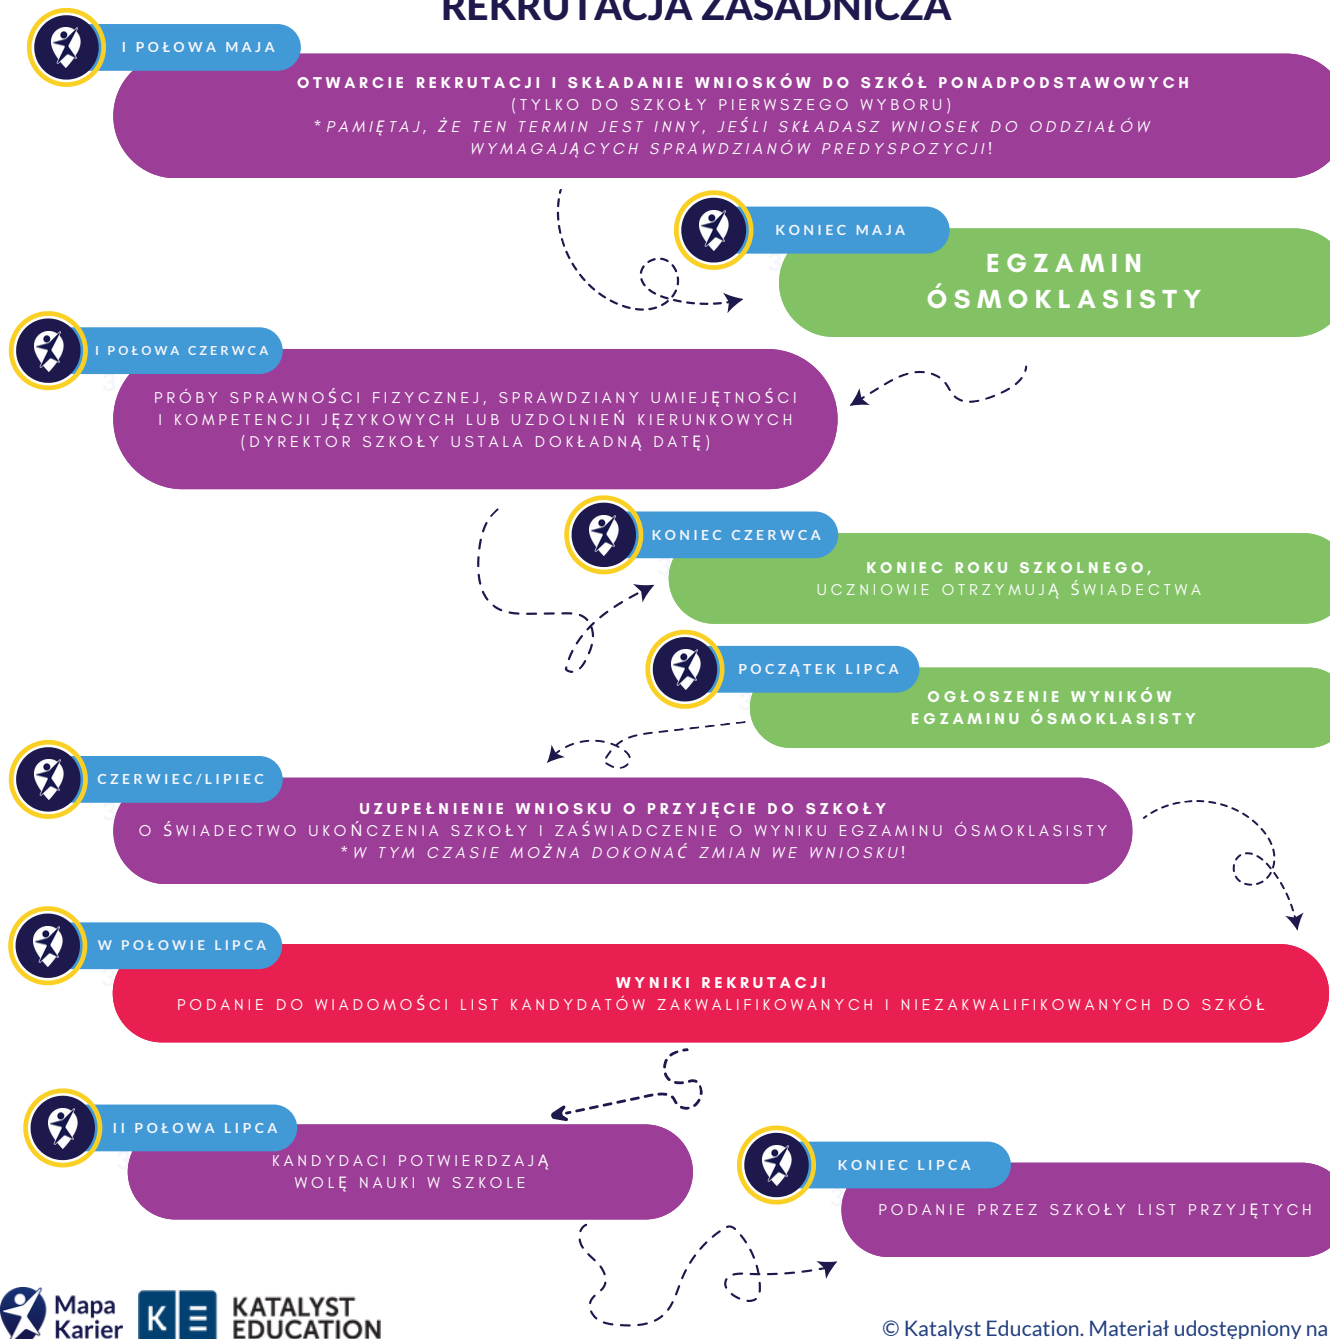 REKRUTACJA ZASADNICZA
I POŁOWA MAJA
OTWARCIE REKRUTACJI I SKŁADANIE WNIOSKÓW DO SZKÓŁ PONADPODSTAWOWYCH
(TYLKO DO SZKOŁY PIERWSZEGO WYBORU)
*PAMIĘTAJ, ŻE TEN TERMIN JEST INNY, JEŚLI SKŁADASZ WNIOSEK DO ODDZIAŁÓW
WYMAGAJĄCYCH SPRAWDZIANÓW PREDYSPOZYCJI!
KONIEC MAJA
EGZAMIN
ÓSMOKLASISTY
I POŁOWA CZERWCA
PRÓBY SPRAWNOŚCI FIZYCZNEJ, SPRAWDZIANY UMIEJĘTNOŚCI
I KOMPETENCJI JĘZYKOWYCH LUB UZDOLNIEŃ KIERUNKOWYCH
(DYREKTOR SZKOŁY USTALA DOKŁADNĄ DATĘ)
KONIEC CZERWCA
KONIEC ROKU SZKOLNEGO,
UCZNIOWIE OTRZYMUJĄ ŚWIADECTWA
POCZĄTEK LIPCA
OGŁOSZENIE WYNIKÓW
EGZAMINU ÓSMOKLASISTY
CZERWIEC/LIPIEC
UZUPEŁNIENIE WNIOSKU O PRZYJĘCIE DO SZKOŁY
O ŚWIADECTWO UKOŃCZENIA SZKOŁY I ZAŚWIADCZENIE O WYNIKU EGZAMINU ÓSMOKLASISTY
*W TYM CZASIE MOŻNA DOKONAĆ ZMIAN WE WNIOSKU!
W POŁOWIE LIPCA
WYNIKI REKRUTACJI
PODANIE DO WIADOMOŚCI LIST KANDYDATÓW ZAKWALIFIKOWANYCH I NIEZAKWALIFIKOWANYCH DO SZKÓŁ
II POŁOWA LIPCA
KANDYDACI POTWIERDZAJĄ
WOLĘ NAUKI W SZKOLE
KONIEC LIPCA
PODANIE PRZEZ SZKOŁY LIST PRZYJĘTYCH
Mapa
Karier
KE
KATALYST
EDUCATION
© Katalyst Education. Materiał udostępniony na